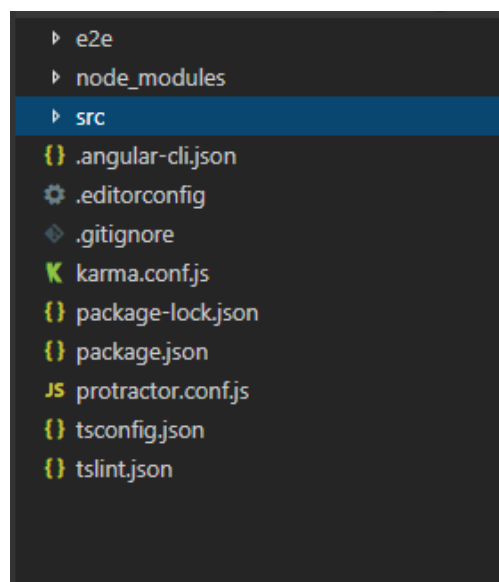 e2e
node_modules
src
{} .angular-cli.json
.editorconfig
.gitignore
K karma.conf.js
{} package-lock.json
{} package.json
JS protractor.conf.js
{} tsconfig.json
{} tslint.json